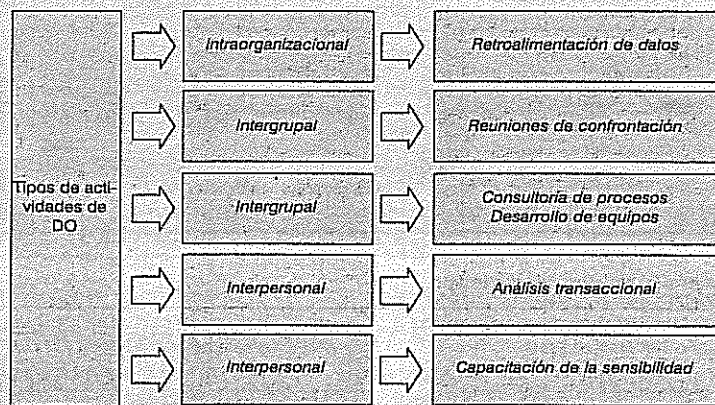 Tipos de acti-
vidades de
DO
Intraorganizacional
Retroalimentación de datos
Intergrupal
Reuniones de confrontación
Intergrupal
Consultoría de procesos
Desarrollo de equipos
Interpersonal
Análisis transaccional
Interpersonal
Capacitación de la sensibilidad